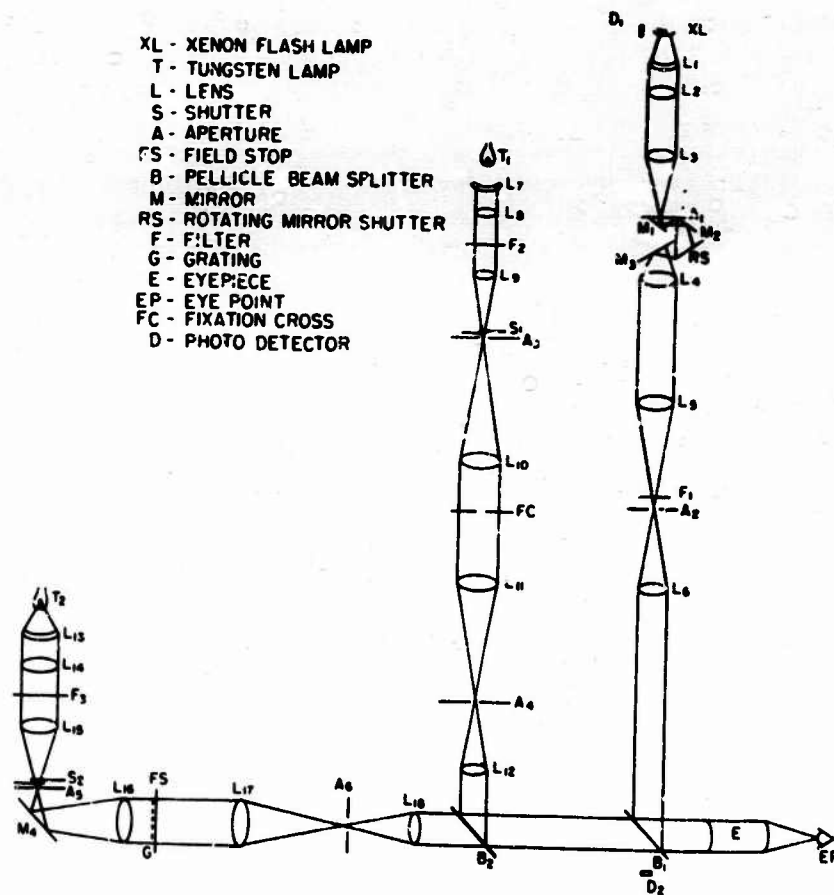 XL - XENON FLASH LAMP
T - TUNGSTEN LAMP
L - LENS
S - SHUTTER
A - APERTURE
FS - FIELD STOP
B - PELLICLE BEAM SPLITTER
M - MIRROR
RS - ROTATING MIRROR SHUTTER
F - FILTER
G - GRATING
E - EYEPIECE
EP - EYE POINT
FC - FIXATION CROSS
D - PHOTO DETECTOR
D1 XL
L1
L2
L3
M1 A1
M2
M3 RS
L4
L5
F1
A2
L6
T1
L7
L8
F2
L9
S1
A3
L10
FC
L11
A4
L12
T2
L13
L14
F3
L15
S2
A5
M4
L16 FS L17 A6 L18
G
B2
B1
D2
E
EP